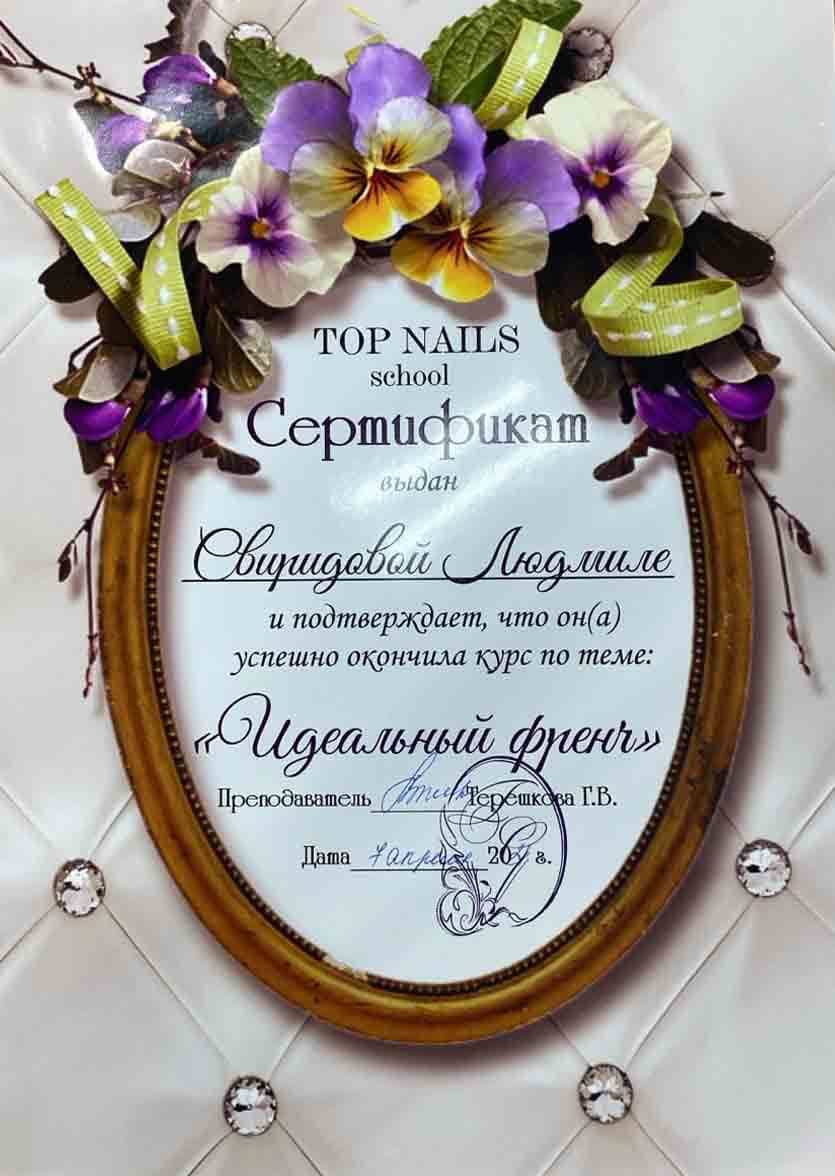 TOP NAILS
school
Сертификат
выдан
Свиридовой Людмиле
и подтверждает, что он(а)
успешно окончила курс по теме:
«Идеальный френч»
Преподаватель Терешкова Г.В.
Дата 7 апреля 20 г.